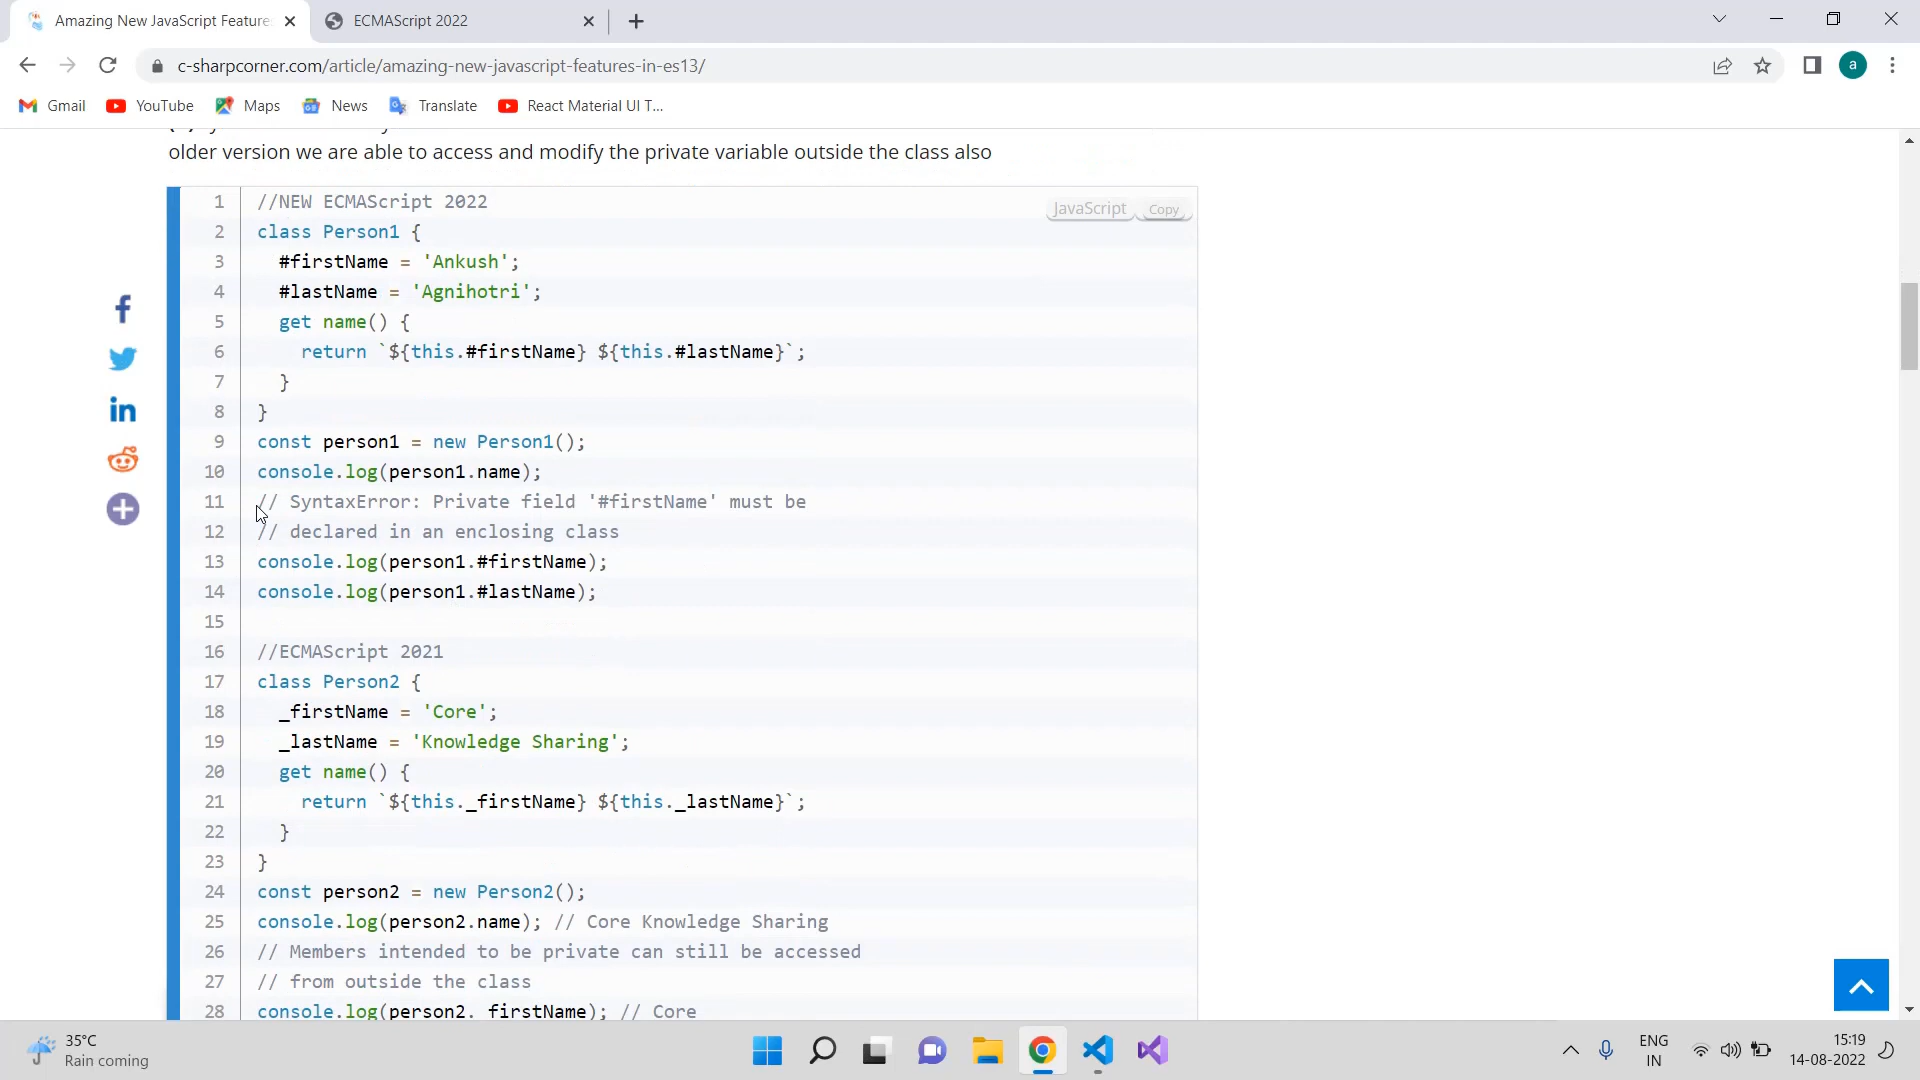 Amazing New JavaScript Feature
ECMAScript 2022
c-sharpcorner.com/article/amazing-new-javascript-features-in-es13/
a
Gmail
YouTube
Maps
News
Translate
React Material UI T...
older version we are able to access and modify the private variable outside the class also
JavaScript
Copy
1 //NEW ECMAScript 2022
2 class Person1 {
3 #firstName = 'Ankush';
4 #lastName = 'Agnihotri';
5 get name() {
6 return `${this.#firstName} ${this.#lastName}`;
7 }
8 }
9 const person1 = new Person1();
10 console.log(person1.name);
11 // SyntaxError: Private field '#firstName' must be
12 // declared in an enclosing class
13 console.log(person1.#firstName);
14 console.log(person1.#lastName);
15
16 //ECMAScript 2021
17 class Person2 {
18 _firstName = 'Core';
19 _lastName = 'Knowledge Sharing';
20 get name() {
21 return `${this._firstName} ${this._lastName}`;
22 }
23 }
24 const person2 = new Person2();
25 console.log(person2.name); // Core Knowledge Sharing
26 // Members intended to be private can still be accessed
27 // from outside the class
28 console.log(person2. firstName); // Core
35°C
Rain coming
ENG
IN
15:19
14-08-2022